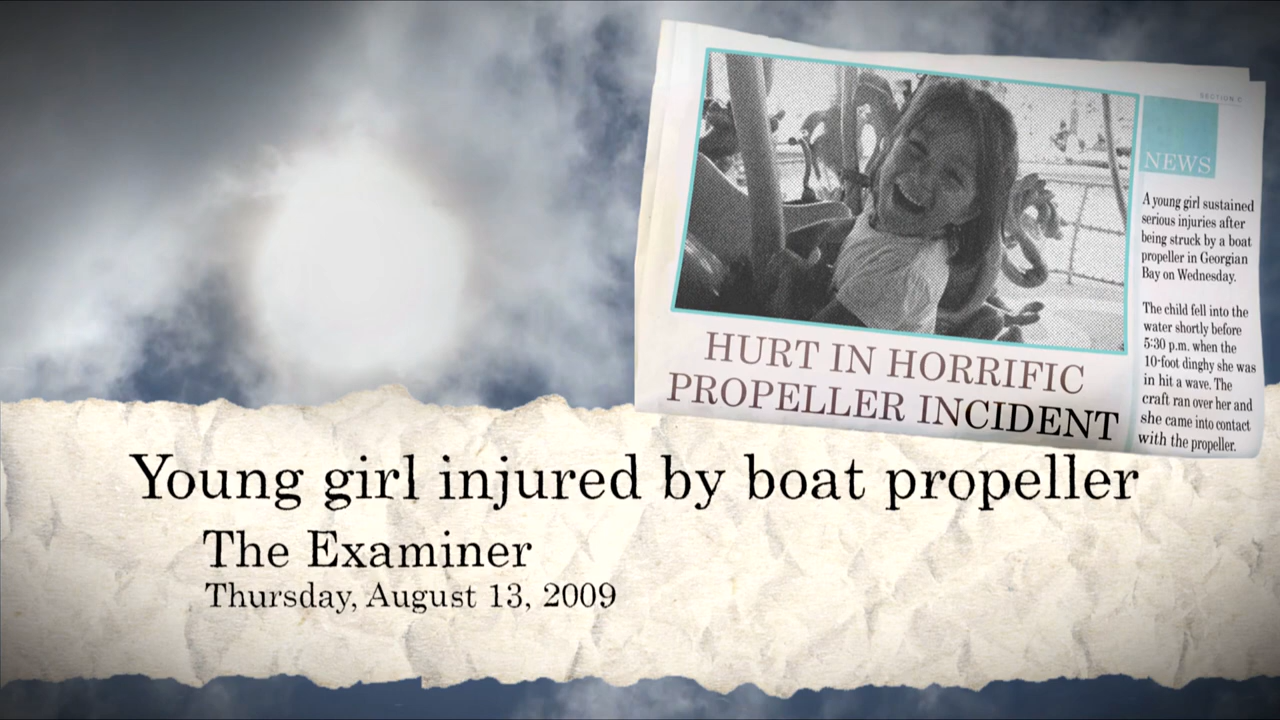 SECTION C
NEWS
A young girl sustained
serious injuries after
being struck by a boat
propeller in Georgian
Bay on Wednesday.
The child fell into the
water shortly before
5:30 p.m. when the
10-foot dinghy she was
in hit a wave. The
craft ran over her and
she came into contact
with the propeller.
HURT IN HORRIFIC
PROPELLER INCIDENT
Young girl injured by boat propeller
The Examiner
Thursday, August 13, 2009